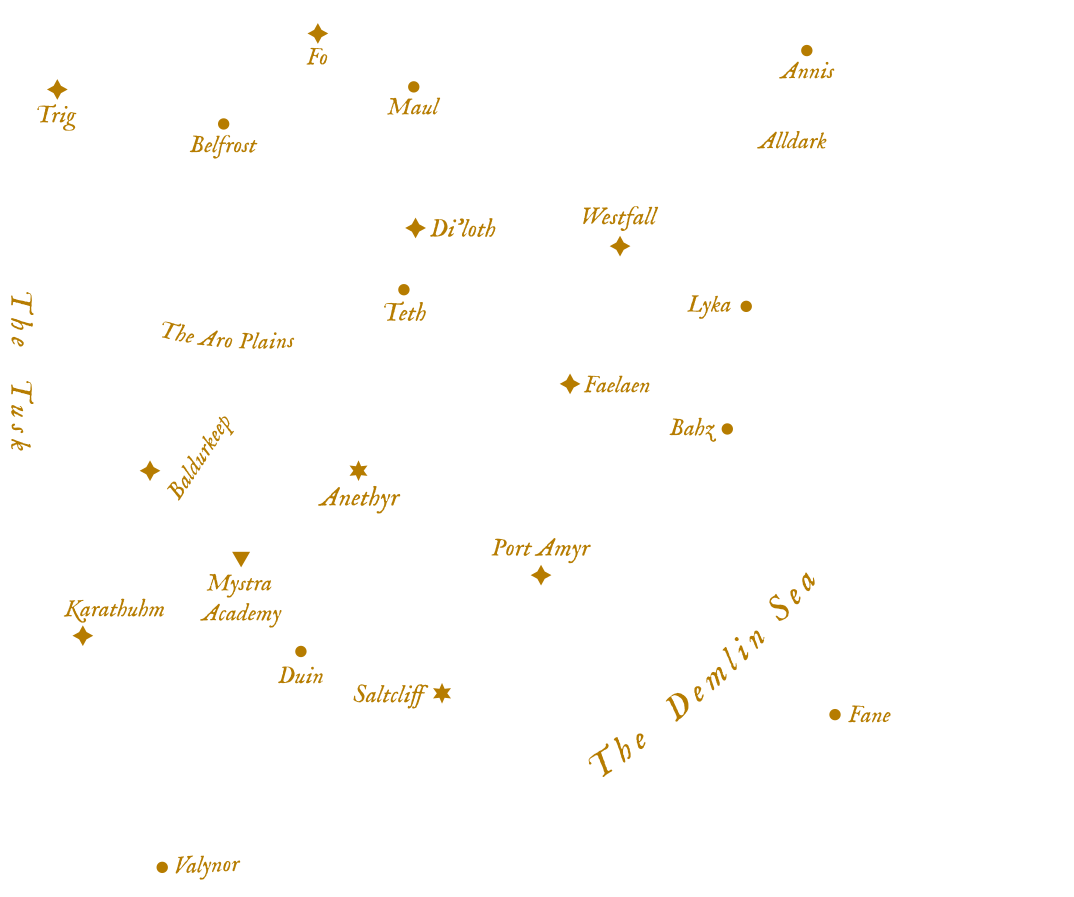 Fo
Annis
Trig
Maul
Belfrost
Alldark
Westfall
Di'loth
Lyka
Teth
The Aro Plains
The Tusk
Faelaen
Bahz
Baldurkeep
Anethyr
Port Amyr
Mystra
Academy
Karathuhm
Duin
Saltcliff
The Demlin Sea
Fane
Valynor